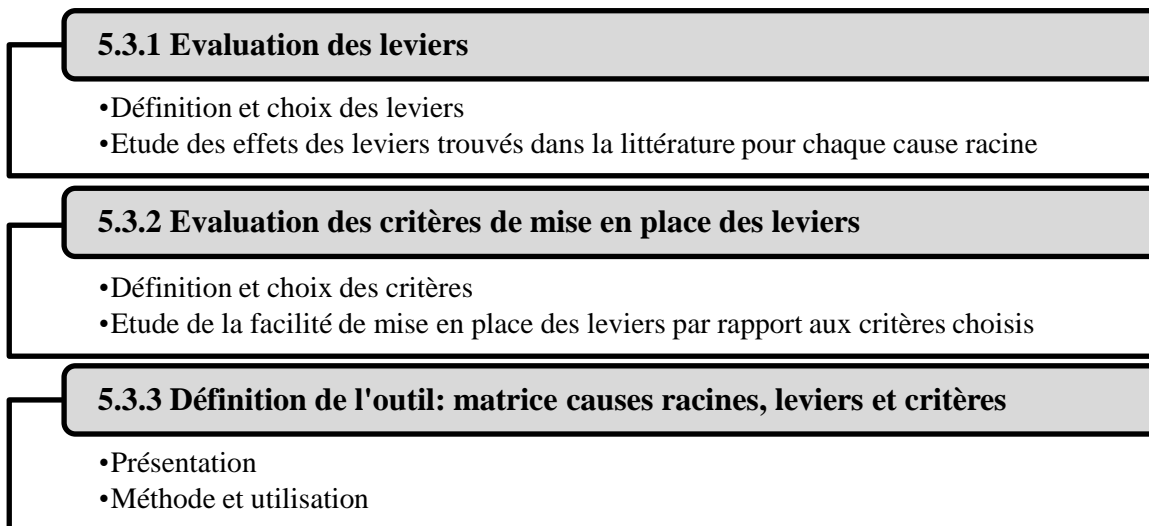 5.3.1 Evaluation des leviers
•Définition et choix des leviers
•Etude des effets des leviers trouvés dans la littérature pour chaque cause racine
5.3.2 Evaluation des critères de mise en place des leviers
•Définition et choix des critères
•Etude de la facilité de mise en place des leviers par rapport aux critères choisis
5.3.3 Définition de l'outil: matrice causes racines, leviers et critères
•Présentation
•Méthode et utilisation